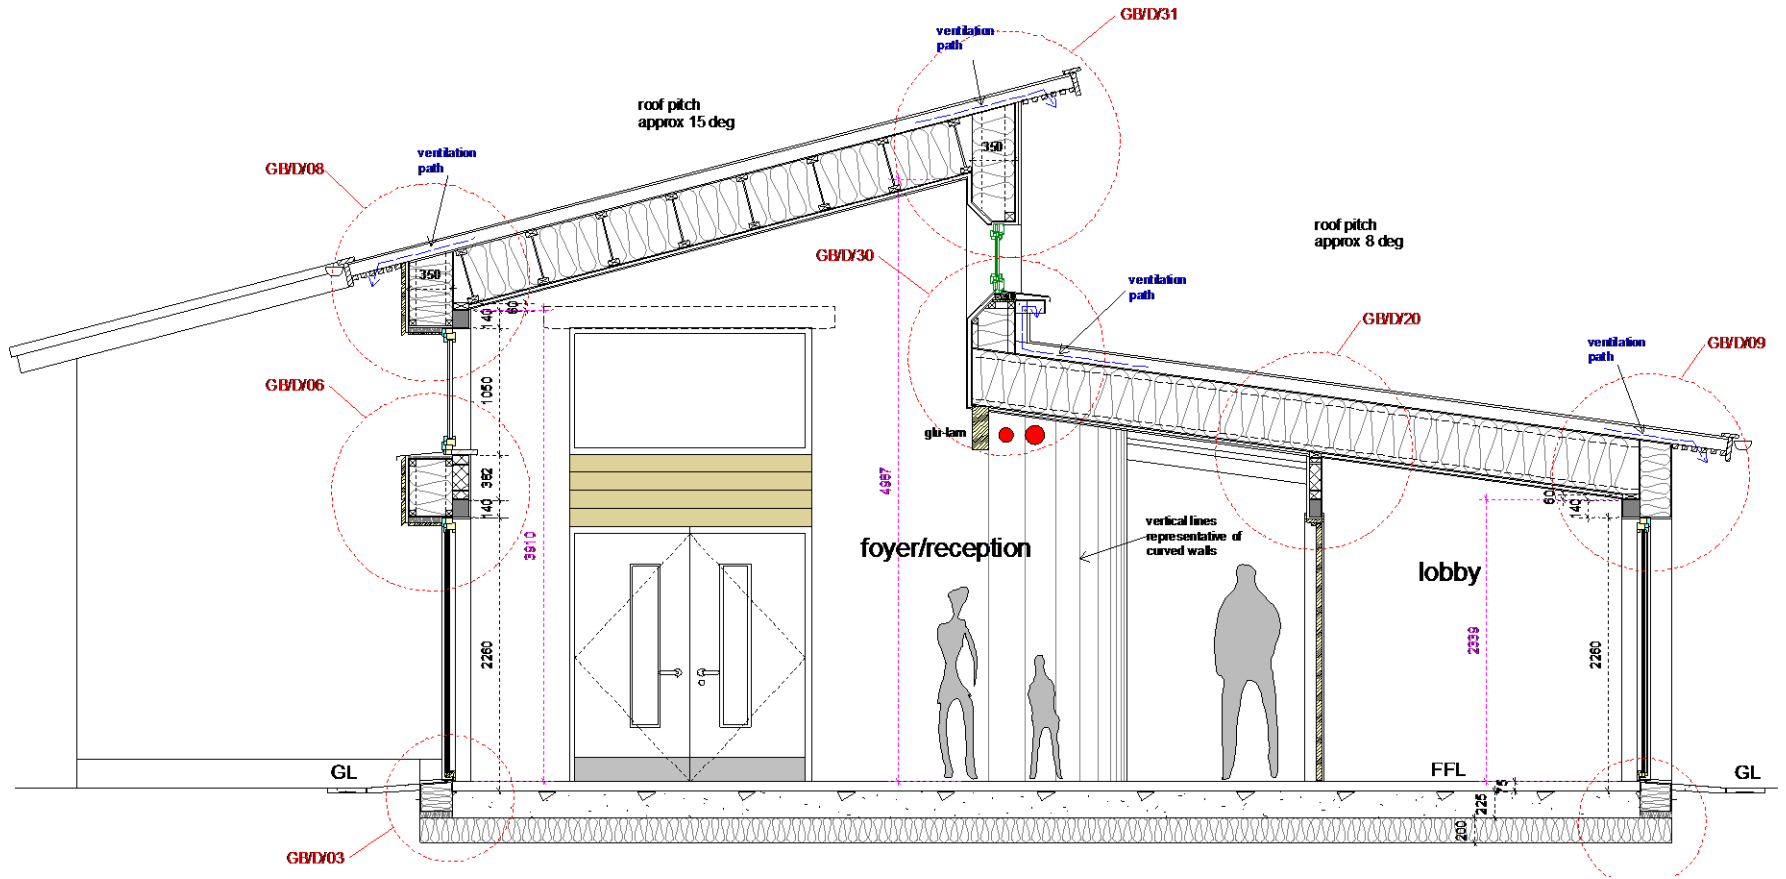 GB/D/31
ventilation
path
roof pitch
approx 15 deg
ventilation
path
GB/D/08
350
350
roof pitch
approx 8 deg
GB/D/30
ventilation
path
GB/D/20
ventilation
path
GB/D/09
60
140
GB/D/06
1050
glu-lam
382
140
3910
4987
60
140
vertical lines
representative of
curved walls
foyer/reception
lobby
2260
2339
2260
GL
FFL
GL
75
225
200
GB/D/03